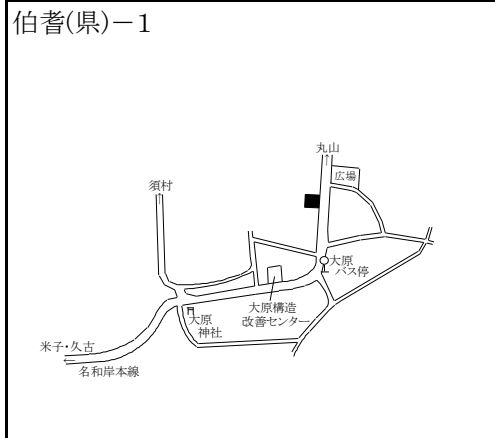 伯耆(県)－1
丸山
広場
須村
大原
バス停
大原構造
改善センター
大原
神社
米子・久古
名和岸本線